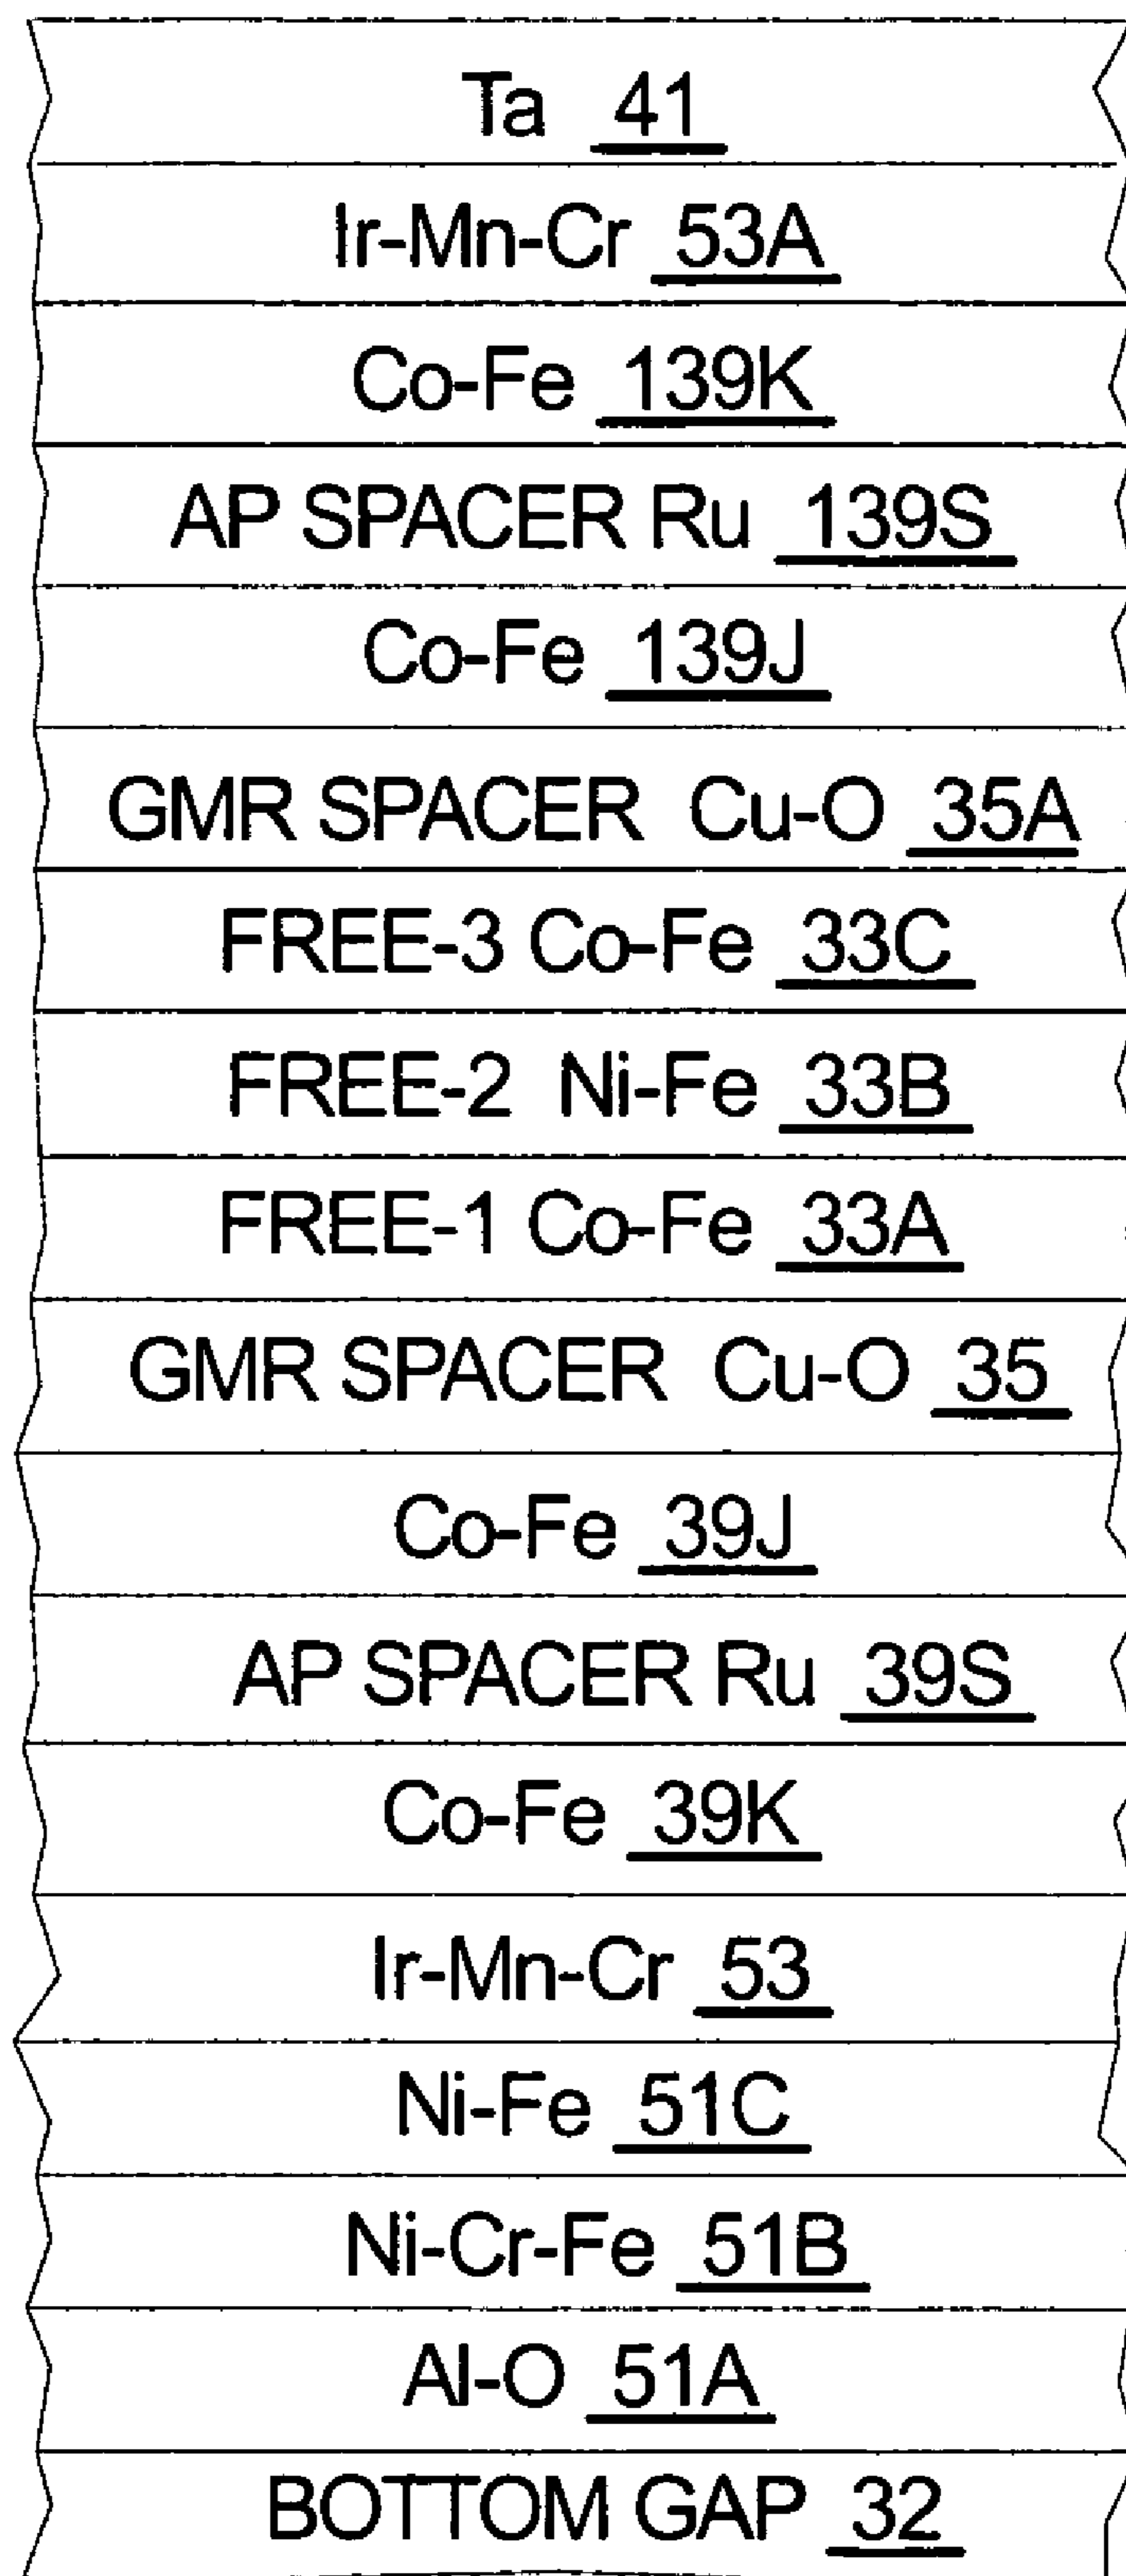 Ta 41
Ir-Mn-Cr 53A
Co-Fe 139K
AP SPACER Ru 139S
Co-Fe 139J
GMR SPACER Cu-O 35A
FREE-3 Co-Fe 33C
FREE-2 Ni-Fe 33B
FREE-1 Co-Fe 33A
GMR SPACER Cu-O 35
Co-Fe 39J
AP SPACER Ru 39S
Co-Fe 39K
Ir-Mn-Cr 53
Ni-Fe 51C
Ni-Cr-Fe 51B
Al-O 51A
BOTTOM GAP 32